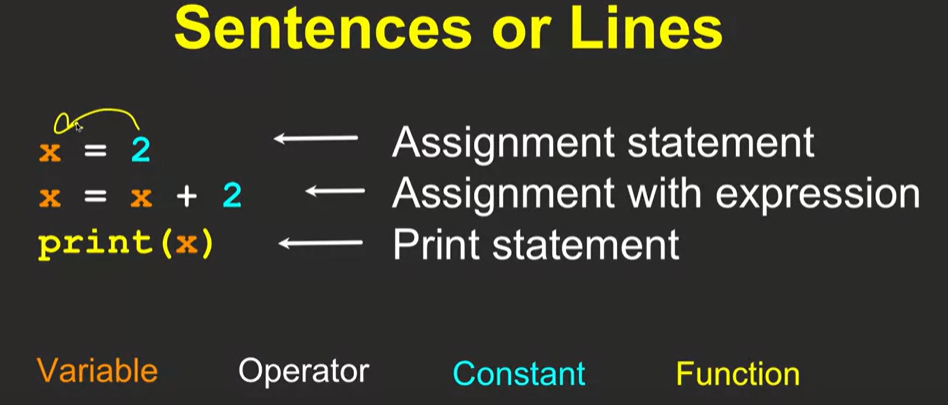 Sentences or Lines
x = 2 Assignment statement
x = x + 2 Assignment with expression
print(x) Print statement
Variable Operator Constant Function